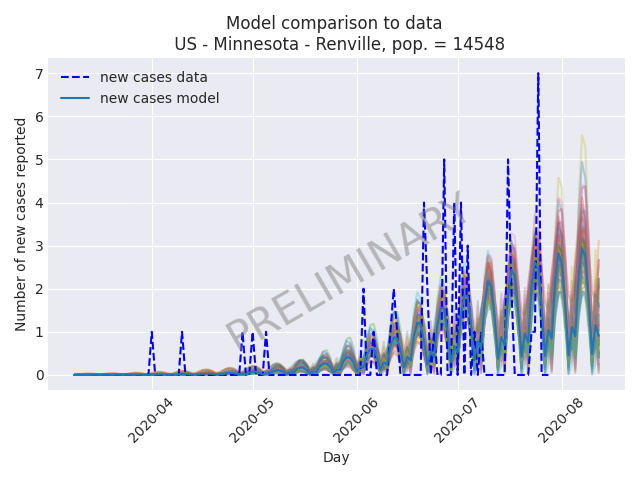 Model comparison to data
US - Minnesota - Renville, pop. = 14548
new cases data
new cases model
Number of new cases reported
7
6
5
4
3
2
1
0
PRELIMINARY
2020-04
2020-05
2020-06
2020-07
2020-08
Day